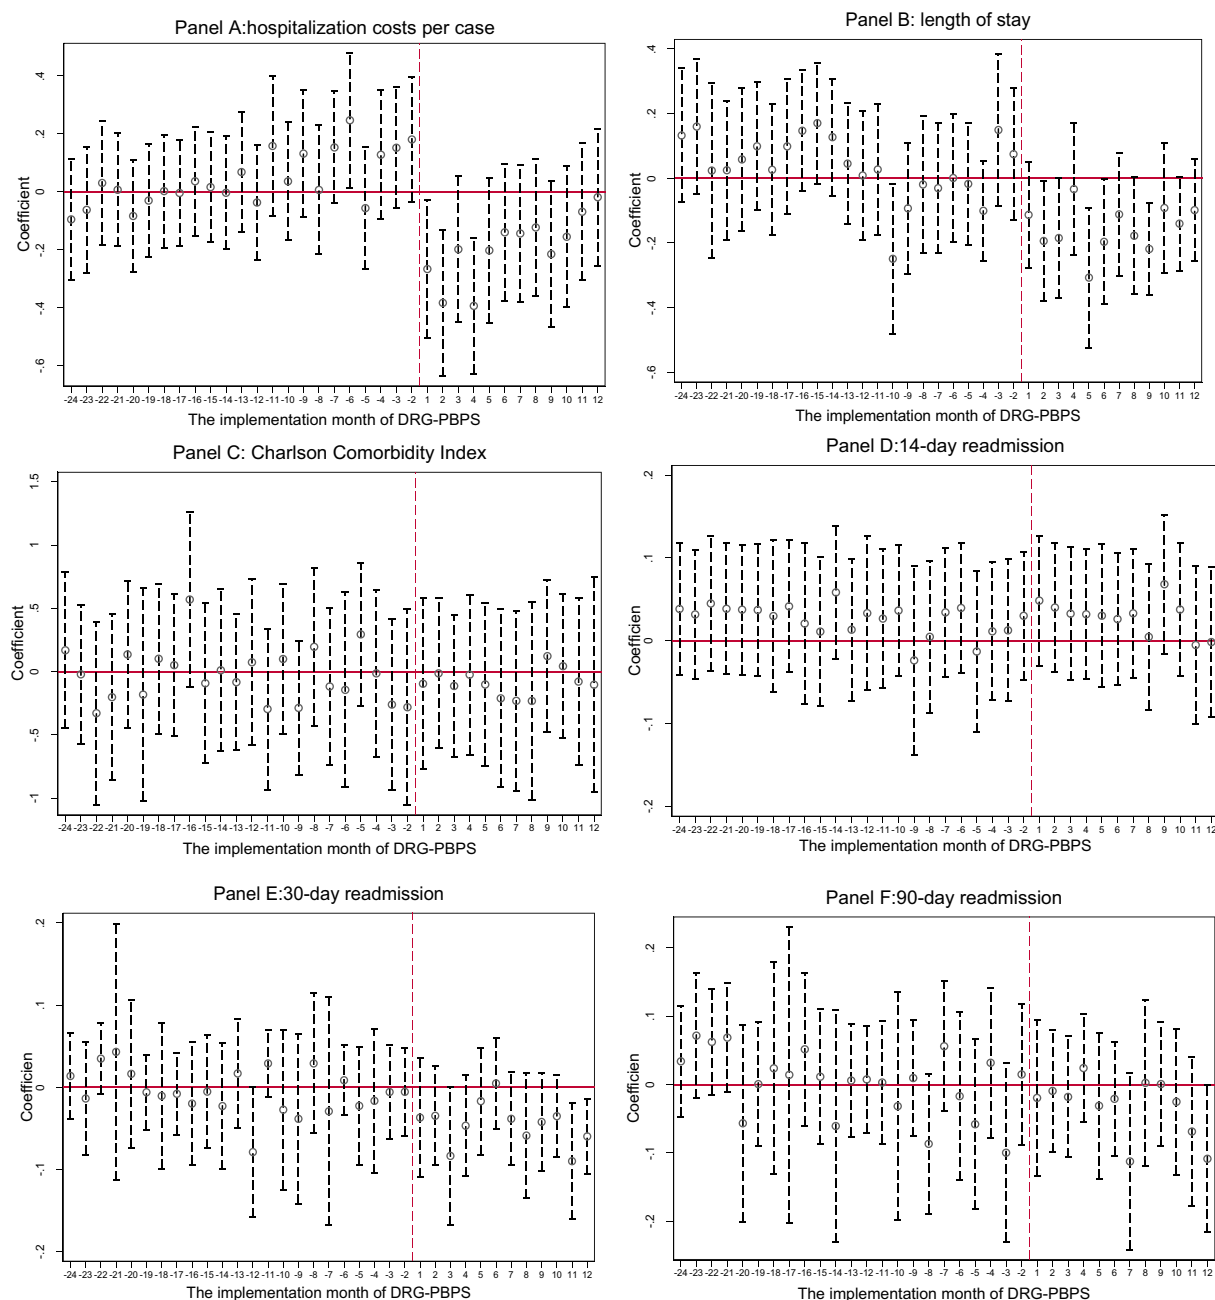 Panel A:hospitalization costs per case
Coefficient
.4
.2
0
-.2
-.4
-.6
-24 -23 -22 -21 -20 -19 -18 -17 -16 -15 -14 -13 -12 -11 -10 -9 -8 -7 -6 -5 -4 -3 -2 1 2 3 4 5 6 7 8 9 10 11 12
The implementation month of DRG-PBPS
Panel B: length of stay
Coefficient
.4
.2
0
-.2
-.4
-.6
-24 -23 -22 -21 -20 -19 -18 -17 -16 -15 -14 -13 -12 -11 -10 -9 -8 -7 -6 -5 -4 -3 -2 1 2 3 4 5 6 7 8 9 10 11 12
The implementation month of DRG-PBPS
Panel C: Charlson Comorbidity Index
Coefficient
1.5
1
.5
0
-.5
-1
-24 -23 -22 -21 -20 -19 -18 -17 -16 -15 -14 -13 -12 -11 -10 -9 -8 -7 -6 -5 -4 -3 -2 1 2 3 4 5 6 7 8 9 10 11 12
The implementation month of DRG-PBPS
Panel D:14-day readmission
Coefficien
.2
.1
0
-.1
-.2
-24 -23 -22 -21 -20 -19 -18 -17 -16 -15 -14 -13 -12 -11 -10 -9 -8 -7 -6 -5 -4 -3 -2 1 2 3 4 5 6 7 8 9 10 11 12
The implementation month of DRG-PBPS
Panel E:30-day readmission
Coefficien
.2
.1
0
-.1
-.2
-24 -23 -22 -21 -20 -19 -18 -17 -16 -15 -14 -13 -12 -11 -10 -9 -8 -7 -6 -5 -4 -3 -2 1 2 3 4 5 6 7 8 9 10 11 12
The implementation month of DRG-PBPS
Panel F:90-day readmission
Coefficien
.2
.1
0
-.1
-.2
-24 -23 -22 -21 -20 -19 -18 -17 -16 -15 -14 -13 -12 -11 -10 -9 -8 -7 -6 -5 -4 -3 -2 1 2 3 4 5 6 7 8 9 10 11 12
The implementation month of DRG-PBPS